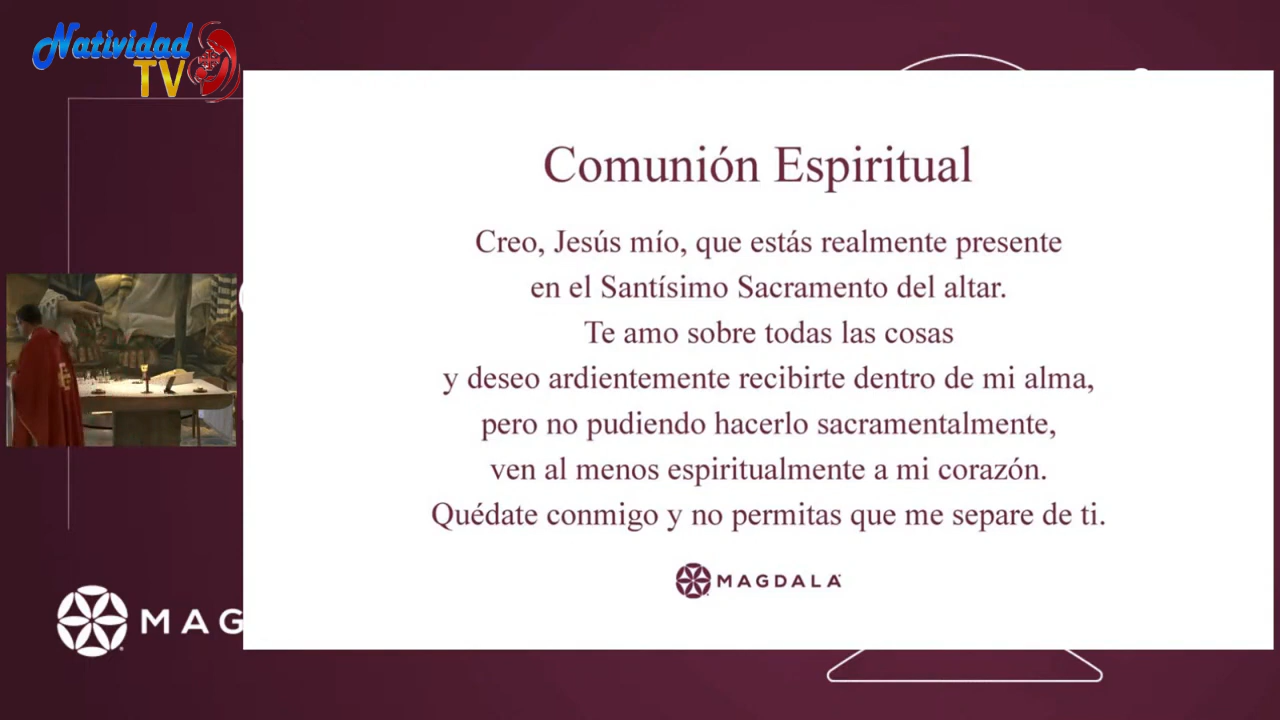 Natividad
TV
Comunión Espiritual
Creo, Jesús mío, que estás realmente presente
en el Santísimo Sacramento del altar.
Te amo sobre todas las cosas
y deseo ardientemente recibirte dentro de mi alma,
pero no pudiendo hacerlo sacramentalmente,
ven al menos espiritualmente a mi corazón.
Quédate conmigo y no permitas que me separe de ti.
MAGDALA
MAG